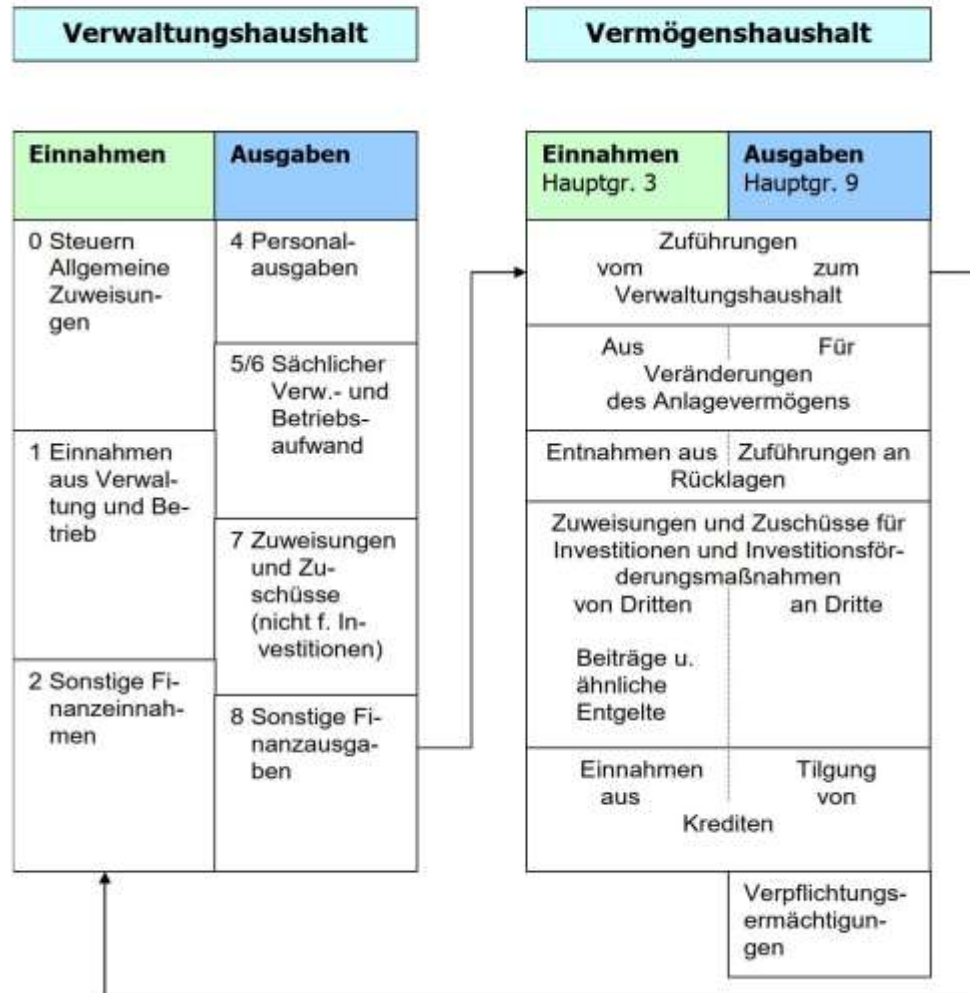 Verwaltungshaushalt
Einnahmen
Ausgaben
0 Steuern
Allgemeine
Zuweisun-
gen
1 Einnahmen
aus Verwal-
tung und Be-
trieb
2 Sonstige Fi-
nanzeinnah-
men
4 Personal-
ausgaben
5/6 Sächlicher
Verw.- und
Betriebs-
aufwand
7 Zuweisungen
und Zu-
schüsse
(nicht f. In-
vestitionen)
8 Sonstige Fi-
nanzausga-
ben
Vermögenshaushalt
Einnahmen
Hauptgr. 3
Ausgaben
Hauptgr. 9
Zuführungen
vom zum
Verwaltungshaushalt
Aus Für
Veränderungen
des Anlagevermögens
Entnahmen aus Zuführungen an
Rücklagen
Zuweisungen und Zuschüsse für
Investitionen und Investitionsför-
derungsmaßnahmen
von Dritten an Dritte
Beiträge u.
ähnliche
Entgelte
Einnahmen Tilgung
aus von
Krediten
Verpflichtungs-
ermächtigun-
gen